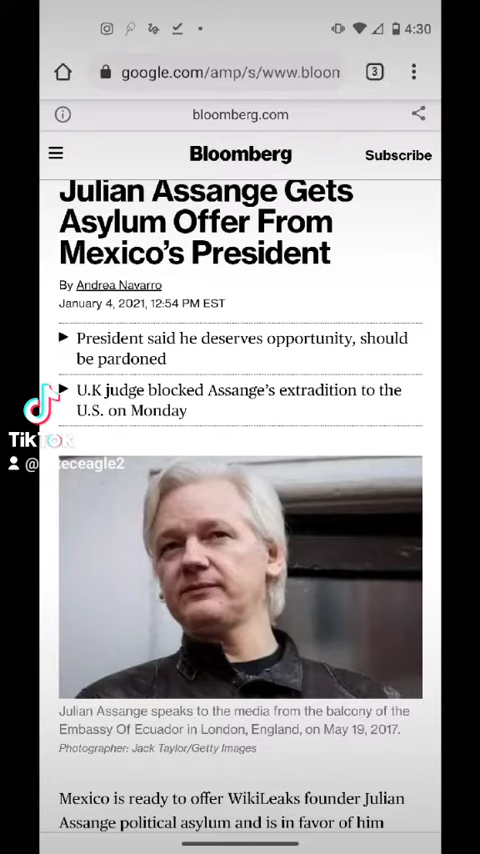 4:30
google.com/amp/s/www.bloom
3
bloomberg.com
Bloomberg
Subscribe
Julian Assange Gets
Asylum Offer From
Mexico's President
By Andrea Navarro
January 4, 2021, 12:54 PM EST
President said he deserves opportunity, should
be pardoned
U.K judge blocked Assange's extradition to the
U.S. on Monday
TikTok
Julian Assange speaks to the media from the balcony of the
Embassy Of Ecuador in London, England, on May 19, 2017.
Photographer: Jack Taylor/Getty Images
Mexico is ready to offer WikiLeaks founder Julian
Assange political asylum and is in favor of him